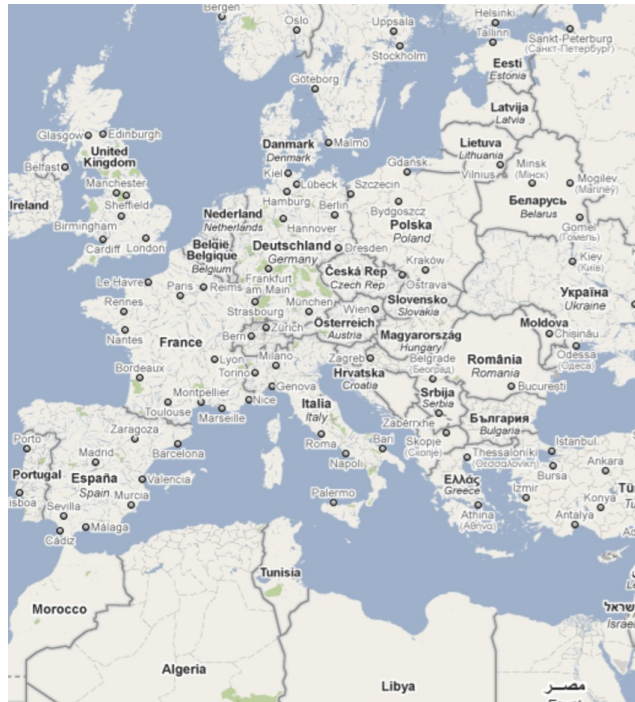 Bergen
Oslo
Uppsala
Helsinki
Stockholm
Tallinn
Sankt-Peterburg
(Санкт-Петербург)
Eesti
Estonia
Göteborg
Latvija
Latvia
Glasgow
Edinburgh
United
Kingdom
Danmark
Denmark
Malmö
Lietuva
Lithuania
Belfast
Kiel
Gdańsk
Vilnius
Minsk
(Мінск)
Manchester
Lübeck
Szczecin
Mogilev
Ireland
Sheffield
Hamburg
Беларусь
Belarus
Nederland
Netherlands
Berlin
Bydgoszcz
Birmingham
Hannover
Polska
Poland
Gomel
(Гомель)
Cardiff
London
België
Belgique
Belgium
Deutschland
Germany
Dresden
Kraków
Kiev
(Київ)
Le Havre
Reims
Frankfurt
am Main
Česká Rep
Czech Rep
Ostrava
Paris
Slovensko
Slovakia
Україна
Ukraine
Rennes
Strasbourg
München
Wien
Nantes
Bern
Zürich
Österreich
Austria
Magyarország
Hungary
Moldova
Chişinău
France
Lyon
Milano
Zagreb
Belgrade
(Београд)
România
Romania
Odessa
(Одеса)
Bordeaux
Torino
Hrvatska
Croatia
Genova
Bucureşti
Montpellier
Nice
Italia
Italy
Srbija
Serbia
Toulouse
Marseille
България
Bulgaria
Zaberrxhe
Porto
Zaragoza
Roma
Bari
Skopje
(Скопје)
Istanbul
Madrid
Barcelona
Napoli
Thessaloniki
(Θεσσαλονίκη)
Bursa
Ankara
Portugal
España
Spain
Valencia
Ελλάς
Greece
Izmir
Konya
isboa
Murcia
Palermo
Sevilla
Athina
(Αθήνα)
Antalya
Málaga
Cádiz
Tunisia
Morocco
ישראל
Israel
Algeria
Libya
مصر